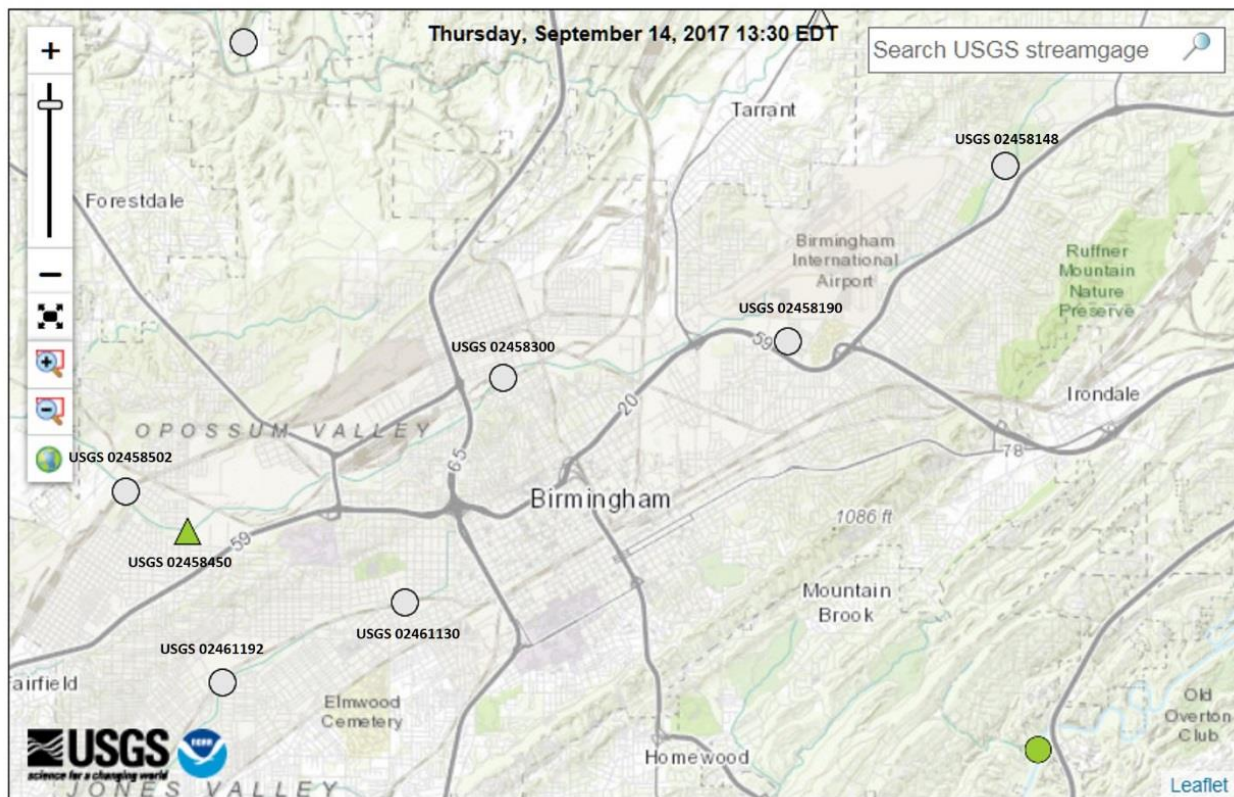 Thursday, September 14, 2017 13:30 EDT
+
Search USGS streamgage
Tarrant
USGS 02458148
Forestdale
Birmingham
International
Airport
Ruffner
Mountain
Nature
Preserve
−
USGS 02458190
59
USGS 02458300
20
Irondale
OPOSSUM VALLEY
65
78
USGS 02458502
Birmingham
1086 ft
59
USGS 02458450
Mountain
Brook
USGS 02461130
USGS 02461192
Fairfield
Elmwood
Cemetery
Old
Overton
Club
USGS
science for a changing world
Homewood
JONES VALLEY
Leaflet